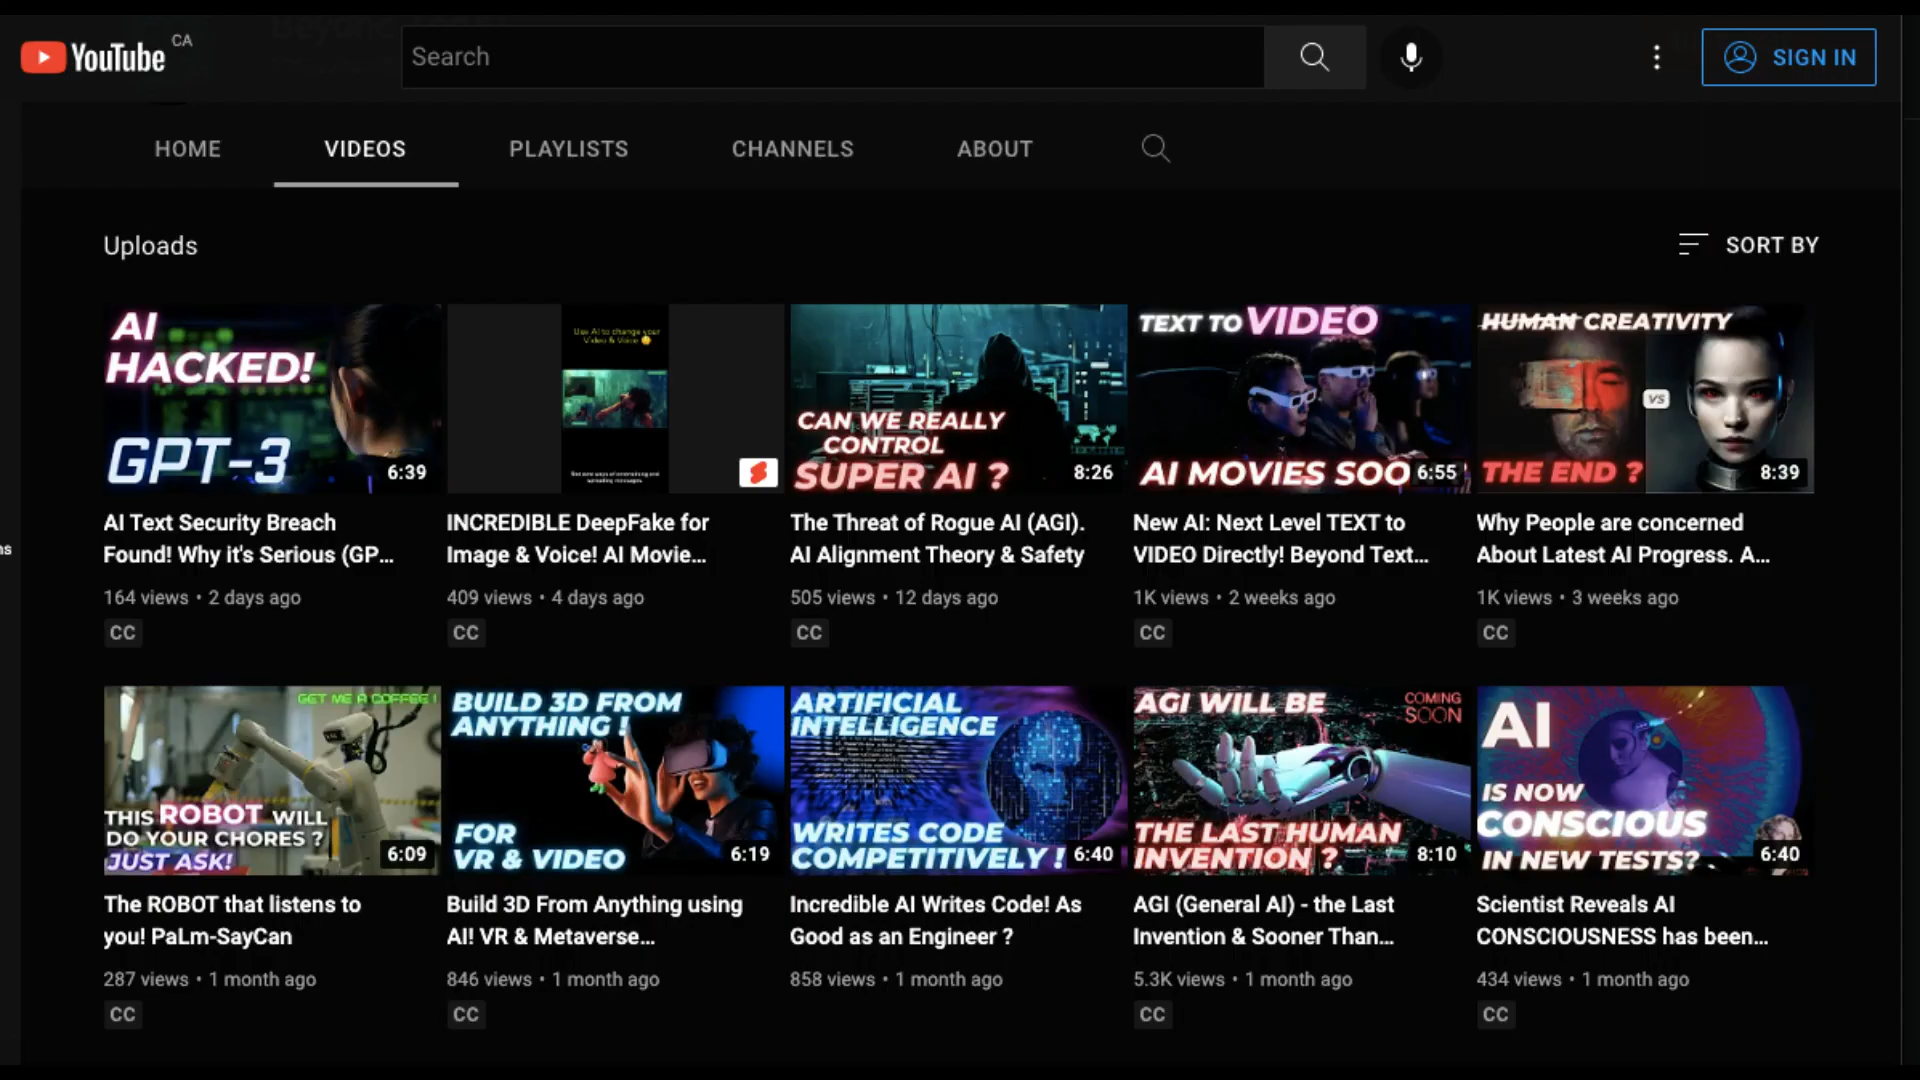 YouTube CA
Search
SIGN IN
HOME
VIDEOS
PLAYLISTS
CHANNELS
ABOUT
Uploads
SORT BY
AI
HACKED!
GPT-3
6:39
AI Text Security Breach
Found! Why it's Serious (GP...
164 views • 2 days ago
CC
Use AI to change your
Video & Voice
INCREDIBLE DeepFake for
Image & Voice! AI Movie...
409 views • 4 days ago
CC
CAN WE REALLY
CONTROL
SUPER AI ?
8:26
The Threat of Rogue AI (AGI).
AI Alignment Theory & Safety
505 views • 12 days ago
CC
TEXT TO VIDEO
AI MOVIES SOO
6:55
New AI: Next Level TEXT to
VIDEO Directly! Beyond Text...
1K views • 2 weeks ago
CC
HUMAN CREATIVITY
VS
THE END ?
8:39
Why People are concerned
About Latest AI Progress. A...
1K views • 3 weeks ago
CC
GET ME A COFFEE !
THIS ROBOT WILL
DO YOUR CHORES ?
JUST ASK!
6:09
The ROBOT that listens to
you! PaLm-SayCan
287 views • 1 month ago
CC
BUILD 3D FROM
ANYTHING !
FOR
VR & VIDEO
6:19
Build 3D From Anything using
AI! VR & Metaverse...
846 views • 1 month ago
CC
ARTIFICIAL
INTELLIGENCE
WRITES CODE
COMPETITIVELY !
6:40
Incredible AI Writes Code! As
Good as an Engineer ?
858 views • 1 month ago
AGI WILL BE
COMING
SOON
THE LAST HUMAN
INVENTION ?
8:10
AGI (General AI) - the Last
Invention & Sooner Than...
5.3K views • 1 month ago
CC
AI
IS NOW
CONSCIOUS
IN NEW TESTS?
6:40
Scientist Reveals AI
CONSCIOUSNESS has been...
434 views • 1 month ago
CC